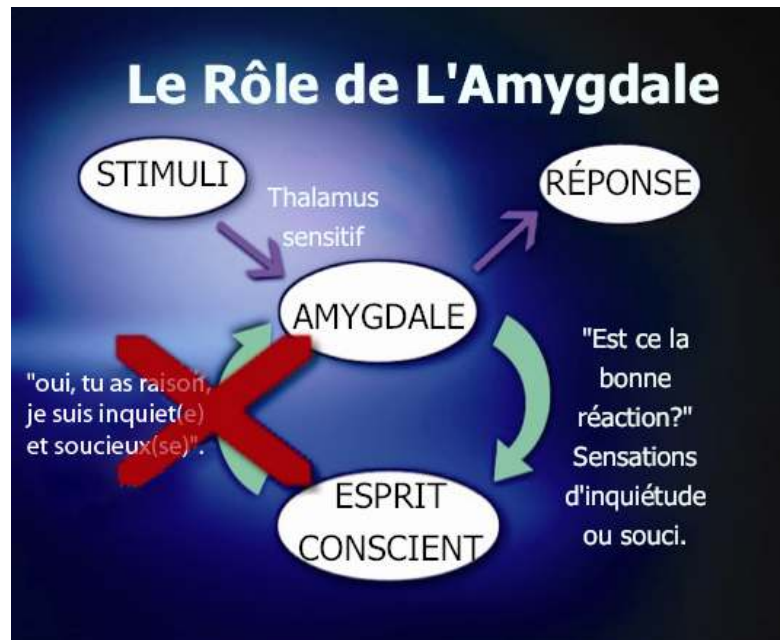 Le Rôle de L'Amygdale
STIMULI
RÉPONSE
Thalamus
sensitif
AMYGDALE
"Est ce la
bonne
réaction?"
Sensations
d'inquiétude
ou souci.
"oui, tu as raison,
je suis inquiet(e)
et soucieux(se)".
ESPRIT
CONSCIENT